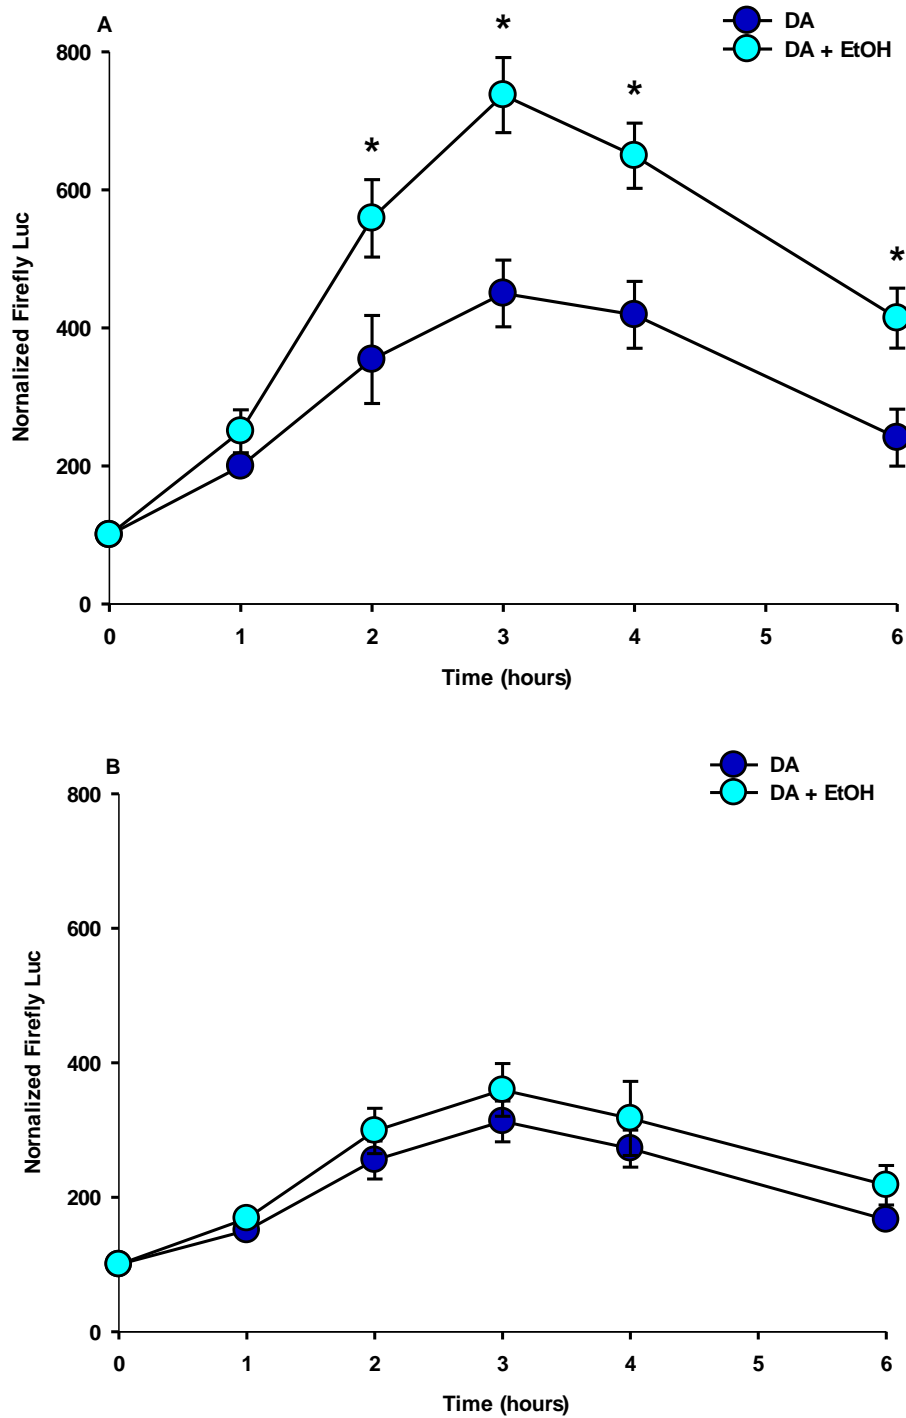 A
DA
DA + EtOH
*
*
*
*
800
600
400
200
0
Nornalized Firefly Luc
0 1 2 3 4 5 6
Time (hours)
B
DA
DA + EtOH
800
600
400
200
0
Nornalized Firefly Luc
0 1 2 3 4 5 6
Time (hours)